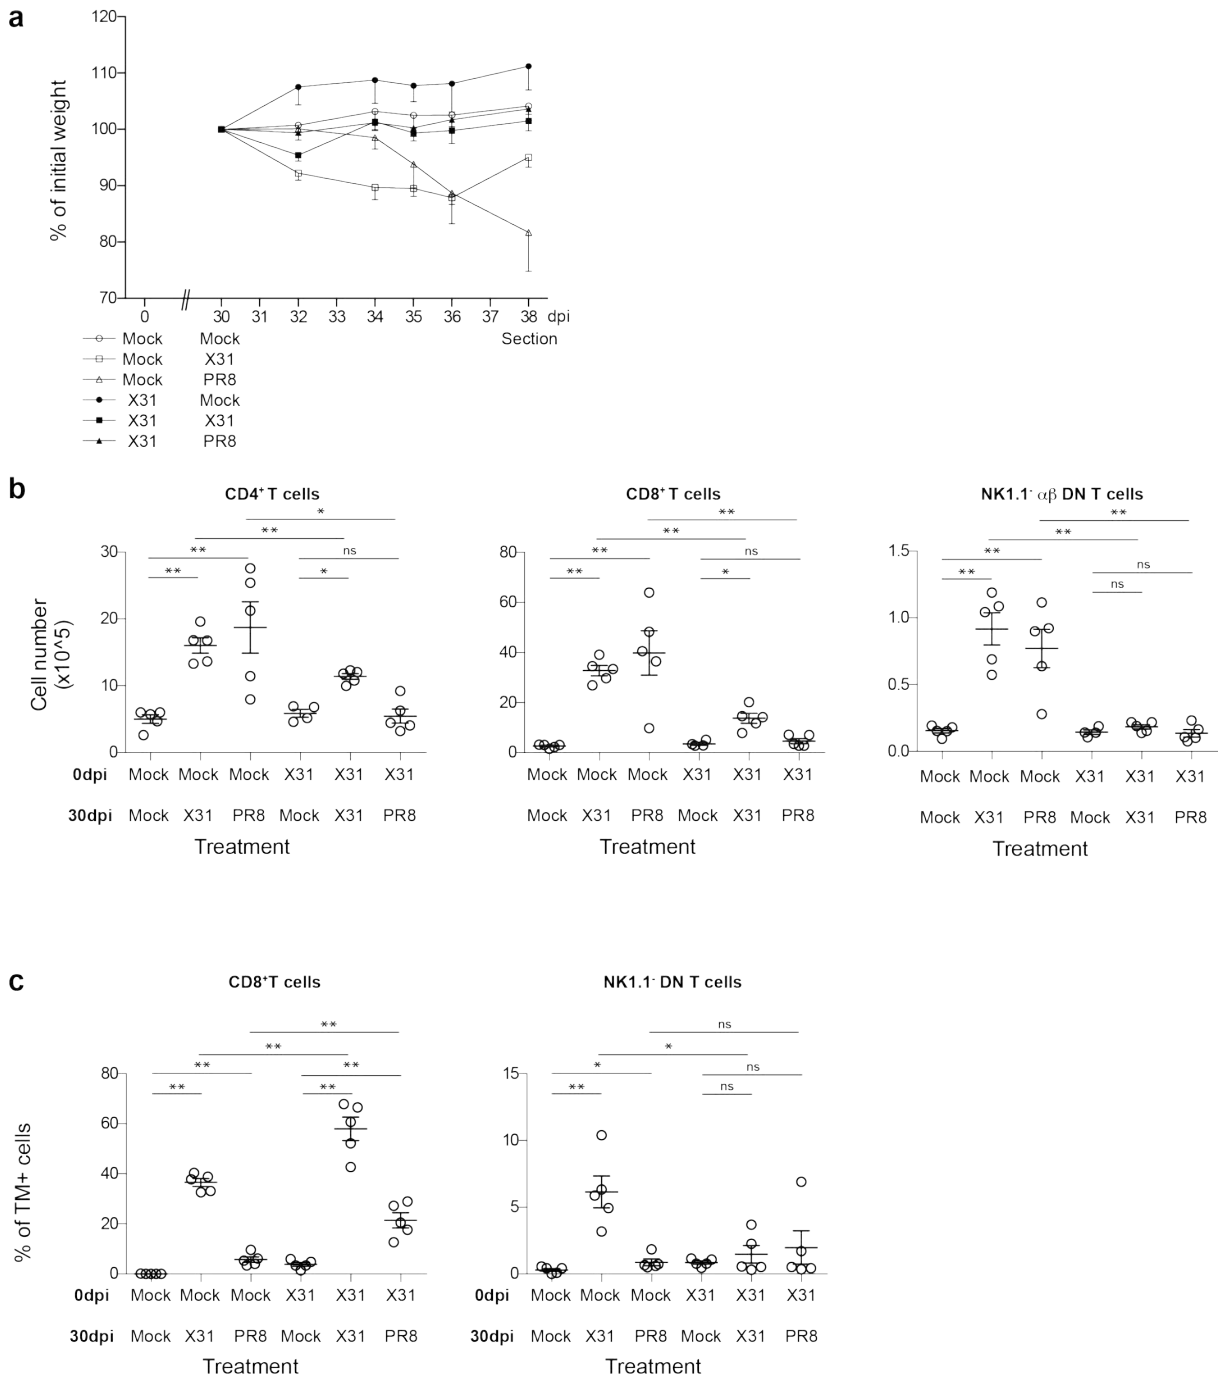 a
120
110
100
90
80
70
% of initial weight
0 30 31 32 33 34 35 36 37 38 dpi
Section
Mock Mock
Mock X31
Mock PR8
X31 Mock
X31 X31
X31 PR8
b
CD4⁺ T cells
*
**
** ns
** *
30
20
10
0
Cell number
(x10^5)
0dpi Mock Mock Mock X31 X31 X31
30dpi Mock X31 PR8 Mock X31 PR8
Treatment
CD8⁺ T cells
**
**
** ns
** *
80
60
40
20
0
Mock Mock Mock X31 X31 X31
Mock X31 PR8 Mock X31 PR8
Treatment
NK1.1⁻ αβ DN T cells
**
**
**
** ns
ns
1.5
1.0
0.5
0.0
Mock Mock Mock X31 X31 X31
Mock X31 PR8 Mock X31 PR8
Treatment
c
CD8⁺T cells
**
**
** **
** **
80
60
40
20
0
% of TM+ cells
0dpi Mock Mock Mock X31 X31 X31
30dpi Mock X31 PR8 Mock X31 PR8
Treatment
NK1.1⁻ DN T cells
ns
*
* ns
** ns
15
10
5
0
Mock Mock Mock X31 X31 X31
Mock X31 PR8 Mock X31 PR8
Treatment